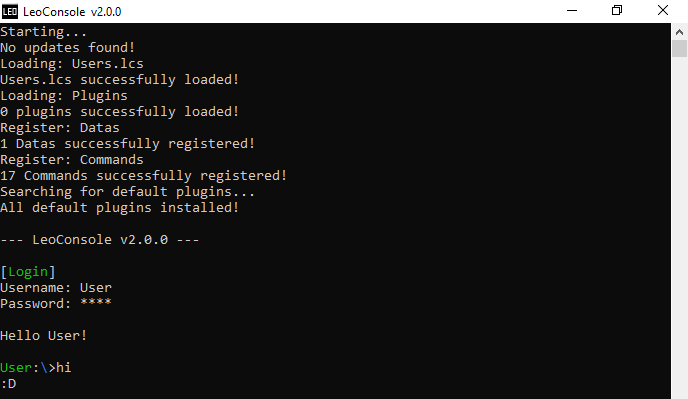 LEO LeoConsole v2.0.0
Starting...
No updates found!
Loading: Users.lcs
Users.lcs successfully loaded!
Loading: Plugins
0 plugins successfully loaded!
Register: Datas
1 Datas successfully registered!
Register: Commands
17 Commands successfully registered!
Searching for default plugins...
All default plugins installed!
--- LeoConsole v2.0.0 ---
[Login]
Username: User
Password: ****
Hello User!
User:\>hi
:D